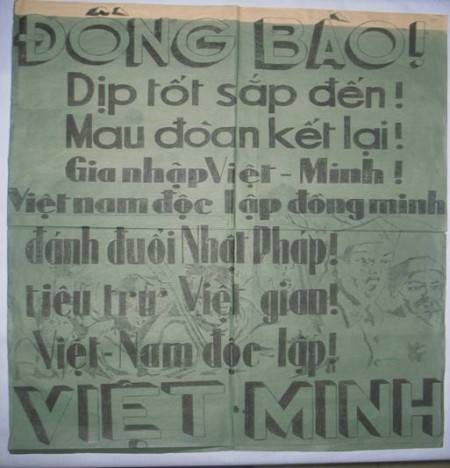 ĐỒNG BÀO!
Dịp tốt sắp đến!
Mau đoàn kết lại!
Gia nhập Việt-Minh!
Việt nam độc lập đồng minh
đánh đuổi Nhật Pháp!
tiêu trừ Việt gian!
Việt-Nam độc lập!
VIỆT MINH